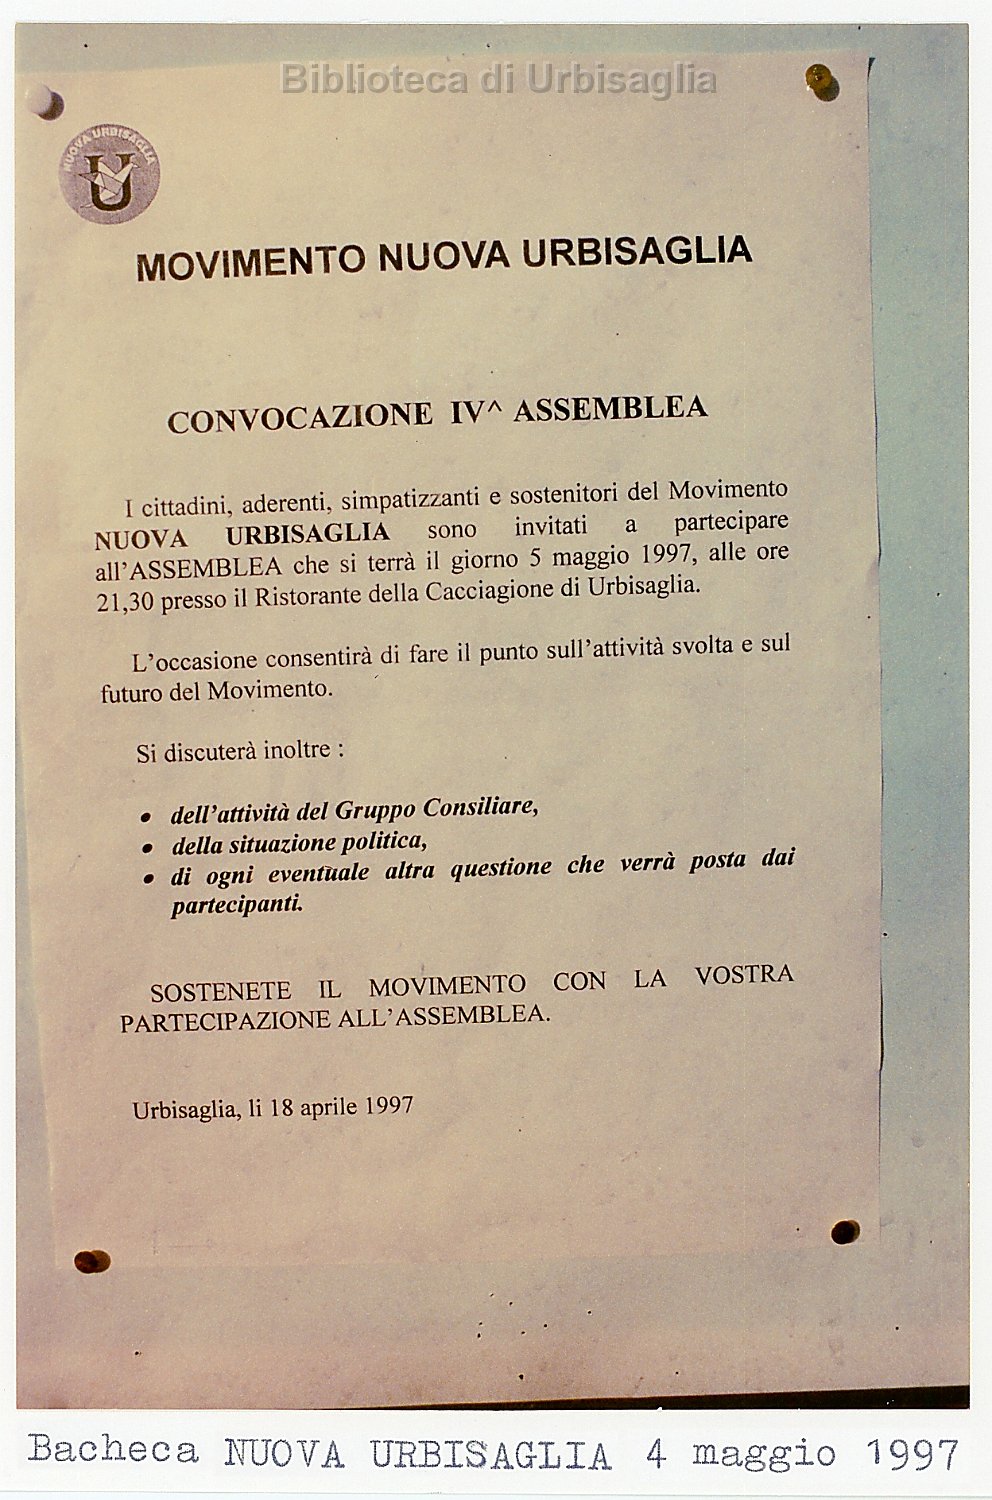 Biblioteca di Urbisaglia
NUOVA URBISAGLIA
U
MOVIMENTO NUOVA URBISAGLIA
CONVOCAZIONE IV^ ASSEMBLEA
I cittadini, aderenti, simpatizzanti e sostenitori del Movimento
NUOVA URBISAGLIA sono invitati a partecipare
all'ASSEMBLEA che si terrà il giorno 5 maggio 1997, alle ore
21,30 presso il Ristorante della Cacciagione di Urbisaglia.
L'occasione consentirà di fare il punto sull'attività svolta e sul
futuro del Movimento.
Si discuterà inoltre :
• dell'attività del Gruppo Consiliare,
• della situazione politica,
• di ogni eventuale altra questione che verrà posta dai
partecipanti.
SOSTENETE IL MOVIMENTO CON LA VOSTRA
PARTECIPAZIONE ALL'ASSEMBLEA.
Urbisaglia, li 18 aprile 1997
Bacheca NUOVA URBISAGLIA 4 maggio 1997